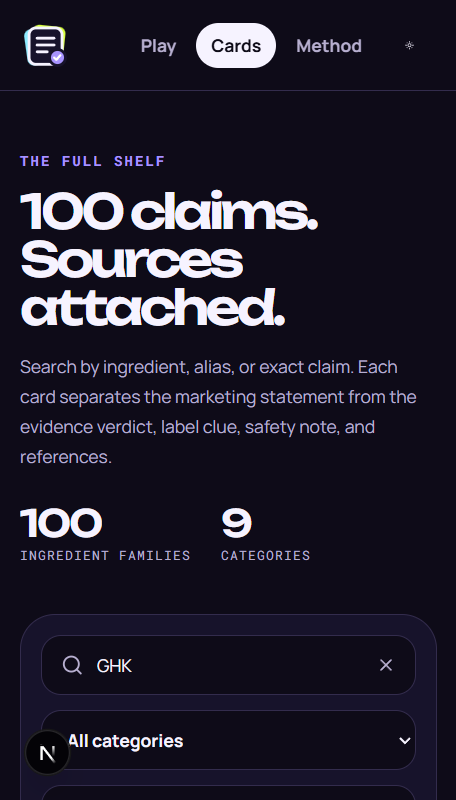 Play Cards Method
THE FULL SHELF
100 claims.
Sources
attached.
Search by ingredient, alias, or exact claim. Each
card separates the marketing statement from the
evidence verdict, label clue, safety note, and
references.
100 9
INGREDIENT FAMILIES CATEGORIES
GHK
All categories
N